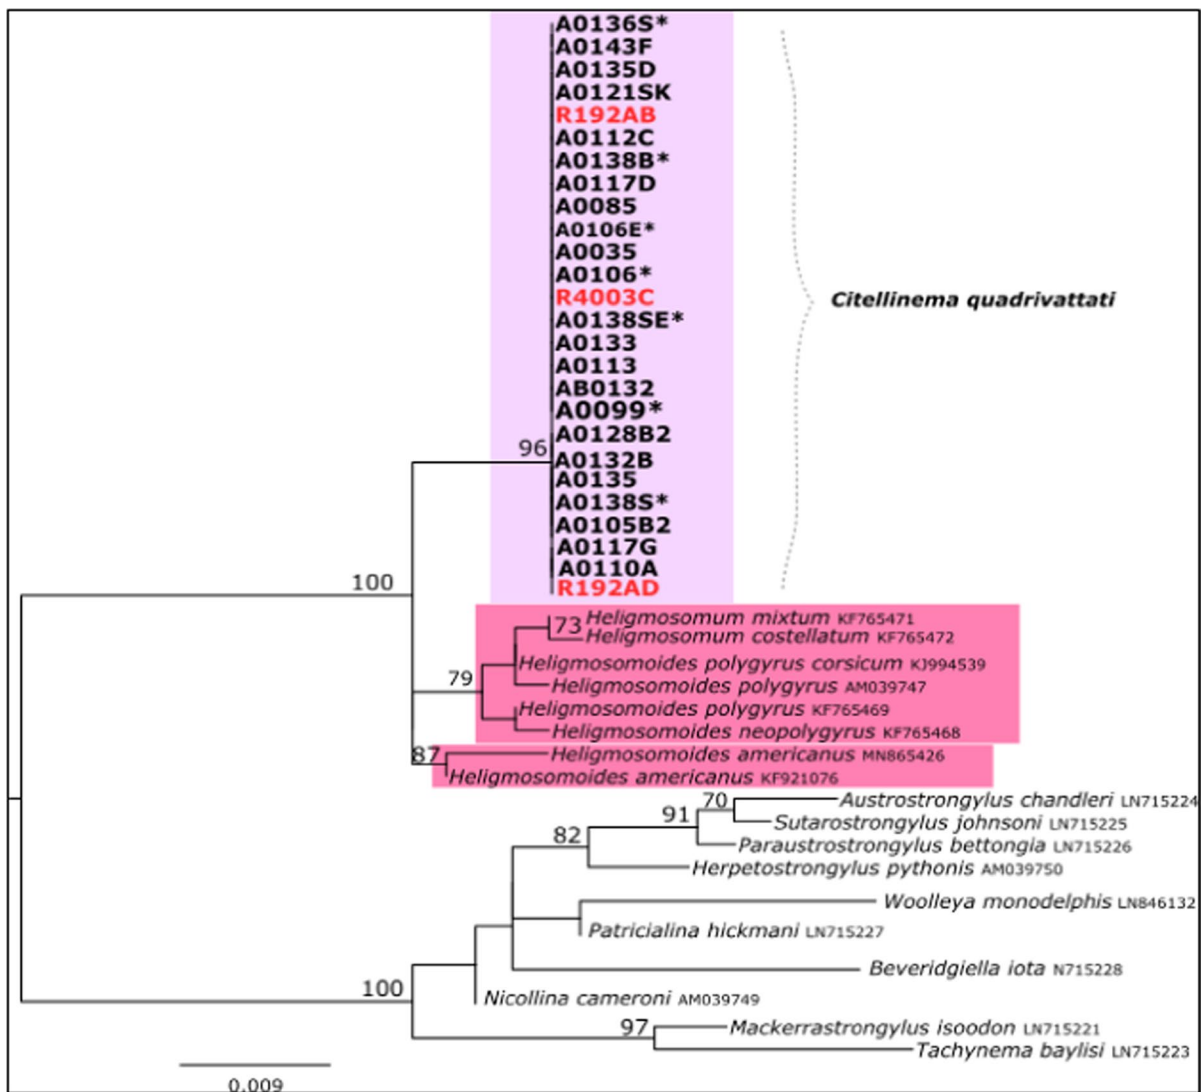 A0136S*
A0143F
A0135D
A0121SK
R192AB
A0112C
A0138B*
A0117D
A0085
A0106E*
A0035
A0106*
R4003C
Citellinema quadrivattati
A0138SE*
A0133
A0113
AB0132
A0099*
A0128B2
96
A0132B
A0135
A0138S*
A0105B2
A0117G
A0110A
R192AD
100
Heligmosomum mixtum KF765471
73
Heligmosomum costellatum KF765472
Heligmosomoides polygyrus corsicum KJ994539
79
Heligmosomoides polygyrus AM039747
Heligmosomoides polygyrus KF765469
Heligmosomoides neopolygyrus KF765468
87
Heligmosomoides americanus MN865426
Heligmosomoides americanus KF921076
70
Austrostrongylus chandleri LN715224
91
Sutarostrongylus johnsoni LN715225
82
Paraustrostrongylus bettongia LN715226
Herpetostrongylus pythonis AM039750
Woolleya monodelphis LN846132
Patricialina hickmani LN715227
Beveridgiella iota N715228
100
Nicollina cameroni AM039749
97
Mackerrastrongylus isoodon LN715221
Tachynema baylisi LN715223
0.009